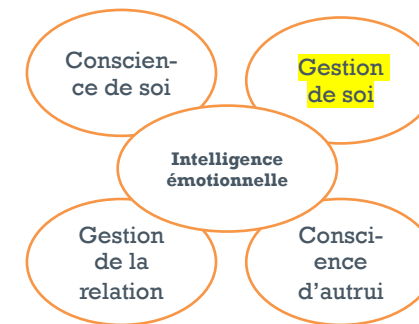 Conscien-
ce de soi
Gestion
de soi
Intelligence
émotionnelle
Gestion
de la
relation
Consci-
ence
d'autrui